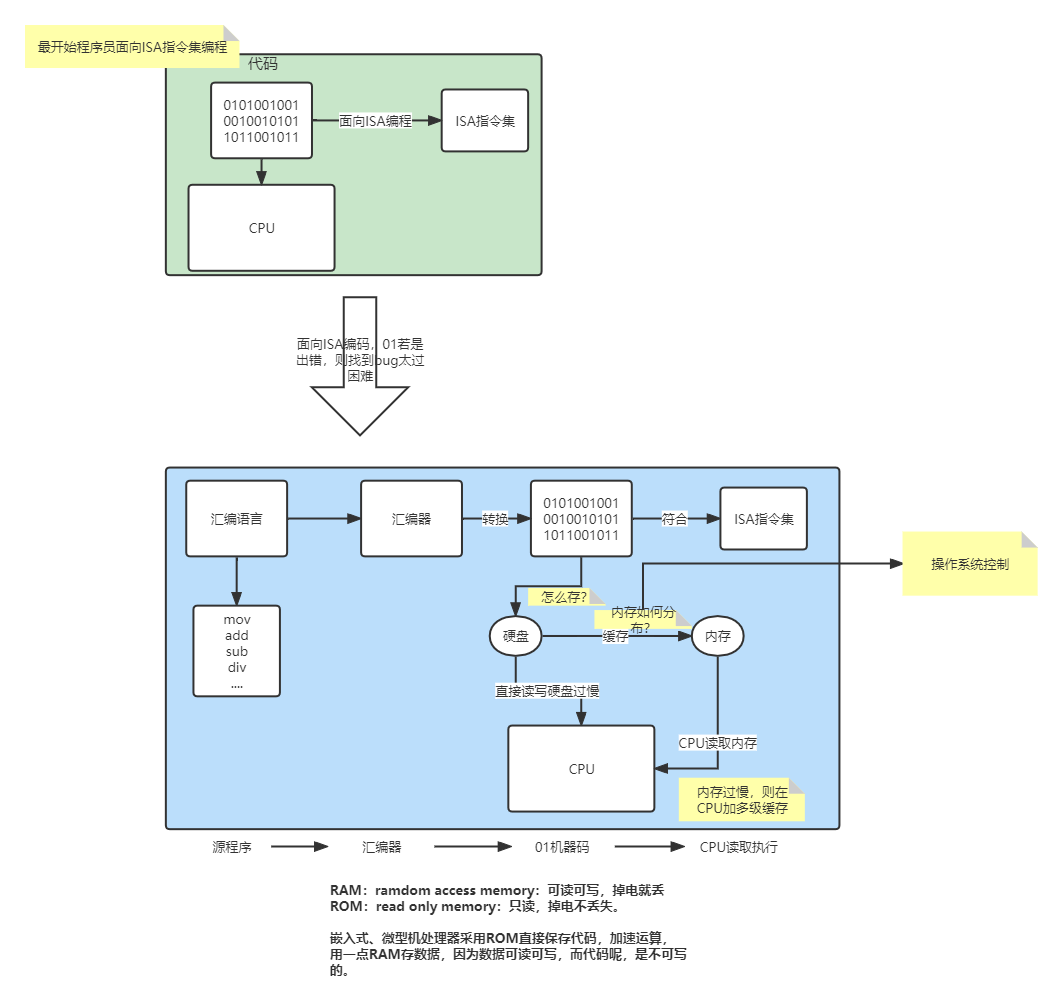 最开始程序员面向ISA指令集编程
代码
0101001001
0010010101
1011001011
面向ISA编程
ISA指令集
CPU
面向ISA编码，01若是
出错，则找到bug太过
困难
汇编语言
汇编器
转换
0101001001
0010010101
1011001011
符合
ISA指令集
操作系统控制
mov
add
sub
div
....
怎么存?
内存如何分
布?
硬盘
缓存
内存
直接读写硬盘过慢
CPU读取内存
CPU
内存过慢，则在
CPU加多级缓存
源程序
汇编器
01机器码
CPU读取执行
RAM：ramdom access memory：可读可写，掉电就丢
ROM：read only memory：只读，掉电不丢失。
嵌入式、微型机处理器采用ROM直接保存代码，加速运算，
用一点RAM存数据，因为数据可读可写，而代码呢，是不可写
的。